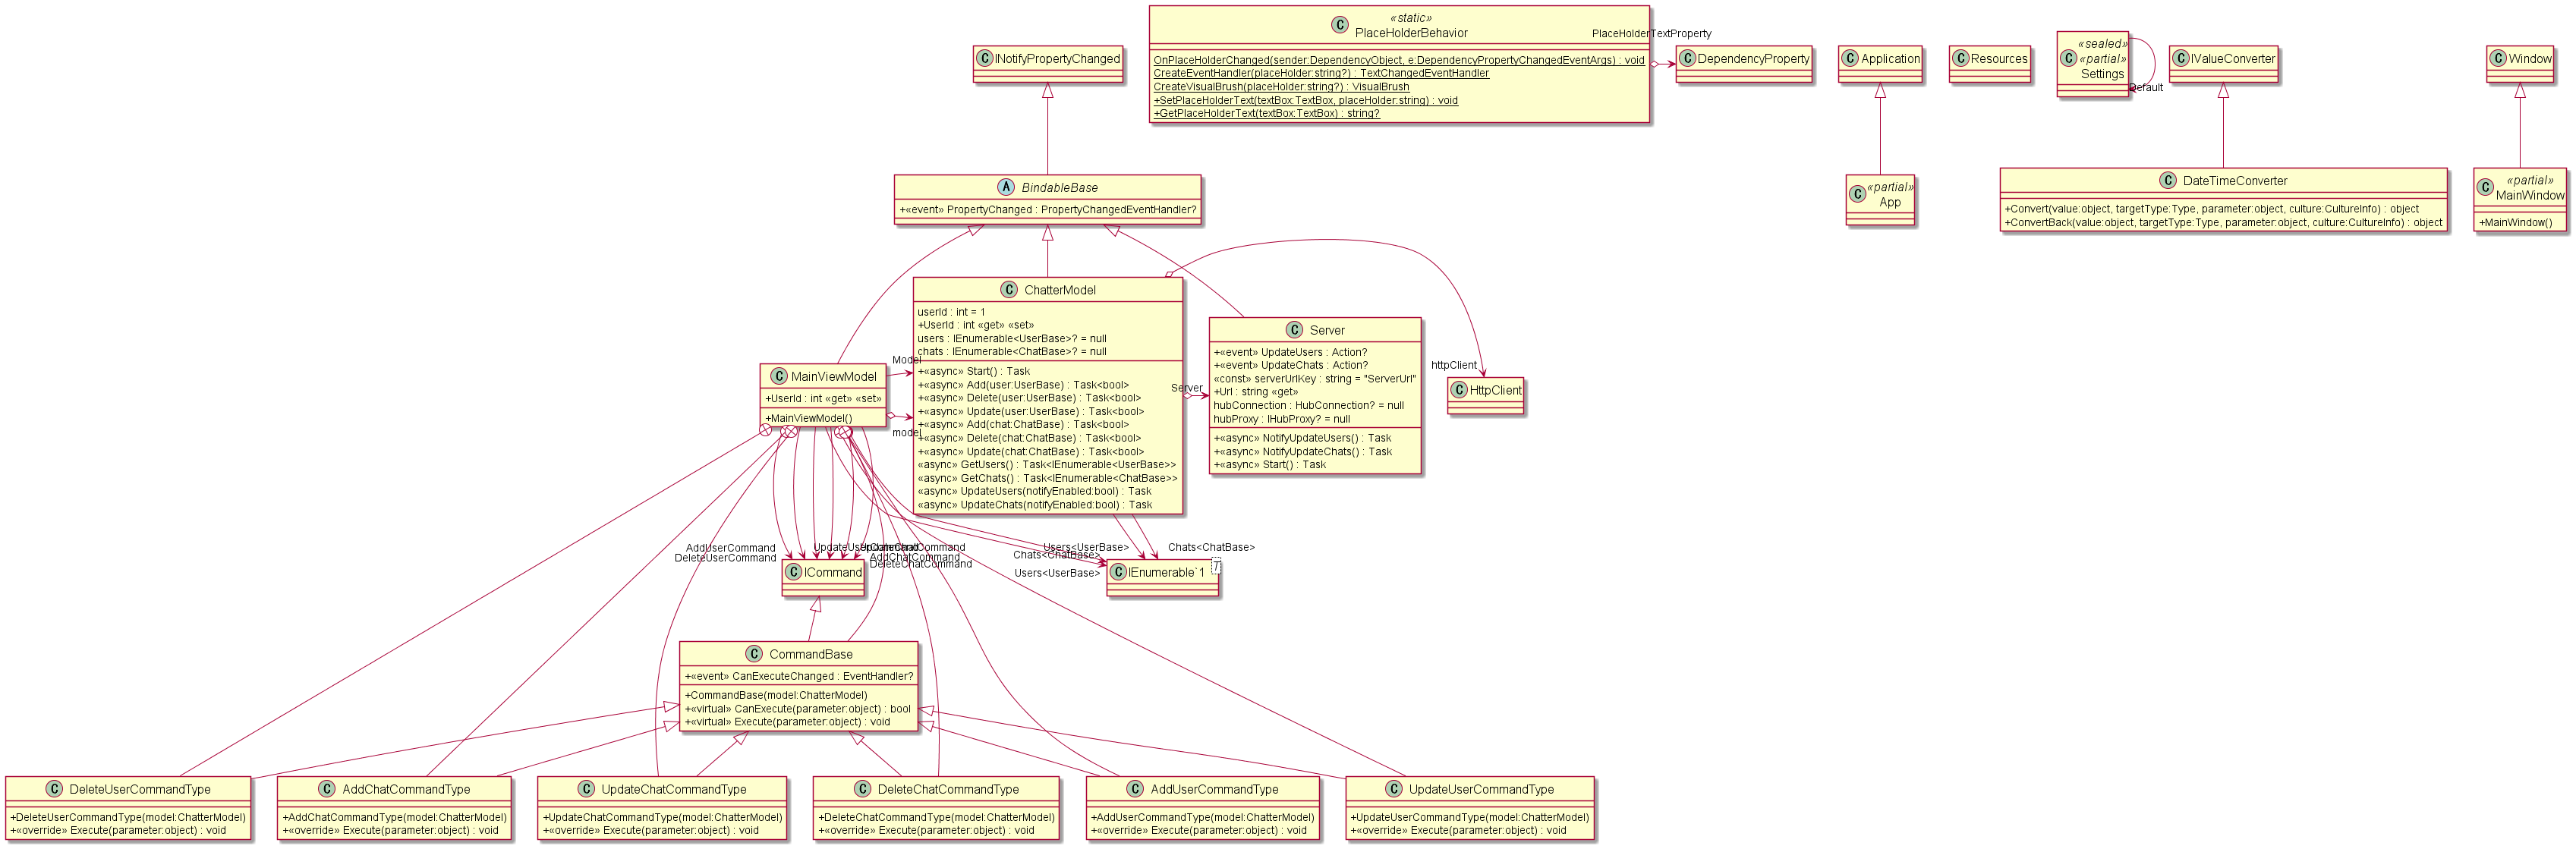 «static»
PlaceHolderBehavior
OnPlaceHolderChanged(sender:DependencyObject, e:DependencyPropertyChangedEventArgs) : void
CreateEventHandler(placeHolder:string?) : TextChangedEventHandler
CreateVisualBrush(placeHolder:string?) : VisualBrush
+SetPlaceHolderText(textBox:TextBox, placeHolder:string) : void
+GetPlaceHolderText(textBox:TextBox) : string?
PlaceHolderTextProperty
C INotifyPropertyChanged
C DependencyProperty
C Application
C Resources
«sealed»
«partial»
C Settings
Default
C IValueConverter
C Window
A BindableBase
+«event» PropertyChanged : PropertyChangedEventHandler?
«partial»
C App
C DateTimeConverter
+Convert(value:object, targetType:Type, parameter:object, culture:CultureInfo) : object
+ConvertBack(value:object, targetType:Type, parameter:object, culture:CultureInfo) : object
«partial»
C MainWindow
+MainWindow()
C ChatterModel
userId : int = 1
+UserId : int «get» «set»
users : IEnumerable<UserBase>? = null
chats : IEnumerable<ChatBase>? = null
+«async» Start() : Task
+«async» Add(user:UserBase) : Task<bool>
+«async» Delete(user:UserBase) : Task<bool>
+«async» Update(user:UserBase) : Task<bool>
+«async» Add(chat:ChatBase) : Task<bool>
+«async» Delete(chat:ChatBase) : Task<bool>
+«async» Update(chat:ChatBase) : Task<bool>
«async» GetUsers() : Task<IEnumerable<UserBase>>
«async» GetChats() : Task<IEnumerable<ChatBase>>
«async» UpdateUsers(notifyEnabled:bool) : Task
«async» UpdateChats(notifyEnabled:bool) : Task
C Server
+«event» UpdateUsers : Action?
+«event» UpdateChats : Action?
«const» serverUrlKey : string = "ServerUrl"
+Url : string «get»
hubConnection : HubConnection? = null
hubProxy : IHubProxy? = null
+«async» NotifyUpdateUsers() : Task
+«async» NotifyUpdateChats() : Task
+«async» Start() : Task
httpClient
C HttpClient
C MainViewModel
+UserId : int «get» «set»
+MainViewModel()
Model
model
Server
AddUserCommand
DeleteUserCommand
UpdateUserCommand
UpdateChatCommand
AddChatCommand
DeleteChatCommand
Users<UserBase>
Chats<ChatBase>
Users<UserBase>
Chats<ChatBase>
C ICommand
C IEnumerable`1
T
C CommandBase
+«event» CanExecuteChanged : EventHandler?
+CommandBase(model:ChatterModel)
+«virtual» CanExecute(parameter:object) : bool
+«virtual» Execute(parameter:object) : void
C DeleteUserCommandType
+DeleteUserCommandType(model:ChatterModel)
+«override» Execute(parameter:object) : void
C AddChatCommandType
+AddChatCommandType(model:ChatterModel)
+«override» Execute(parameter:object) : void
C UpdateChatCommandType
+UpdateChatCommandType(model:ChatterModel)
+«override» Execute(parameter:object) : void
C DeleteChatCommandType
+DeleteChatCommandType(model:ChatterModel)
+«override» Execute(parameter:object) : void
C AddUserCommandType
+AddUserCommandType(model:ChatterModel)
+«override» Execute(parameter:object) : void
C UpdateUserCommandType
+UpdateUserCommandType(model:ChatterModel)
+«override» Execute(parameter:object) : void